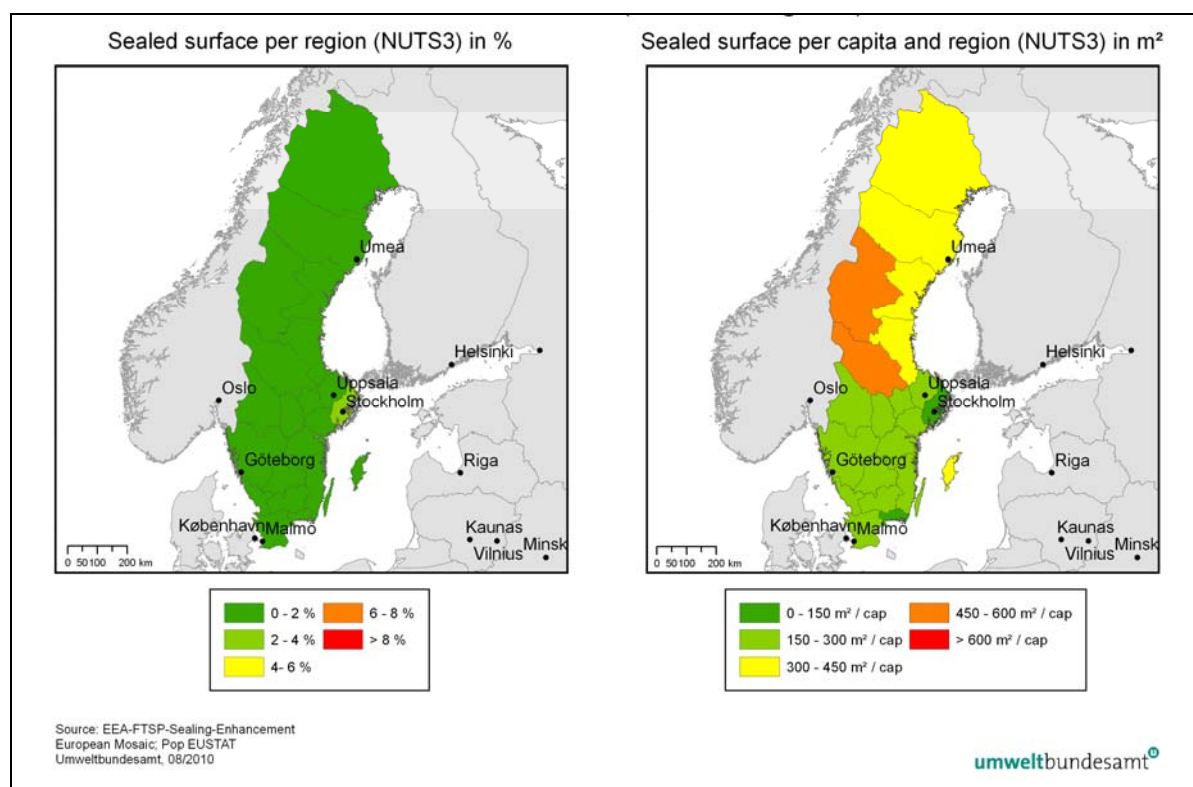 Sealed surface per region (NUTS3) in %
Umeå
Helsinki
Oslo
Uppsala
Stockholm
Göteborg
Riga
København
Malmö
Kaunas
Vilnius
Minsk
0 50 100 200 km
0 - 2 %
6 - 8 %
2 - 4 %
> 8 %
4- 6 %
Sealed surface per capita and region (NUTS3) in m²
Umeå
Helsinki
Oslo
Uppsala
Stockholm
Göteborg
Riga
København
Malmö
Kaunas
Vilnius
Minsk
0 50 100 200 km
0 - 150 m² / cap
450 - 600 m² / cap
150 - 300 m² / cap
> 600 m² / cap
300 - 450 m² / cap
Source: EEA-FTSP-Sealing-Enhancement
European Mosaic; Pop EUSTAT
Umweltbundesamt, 08/2010
umweltbundesamt